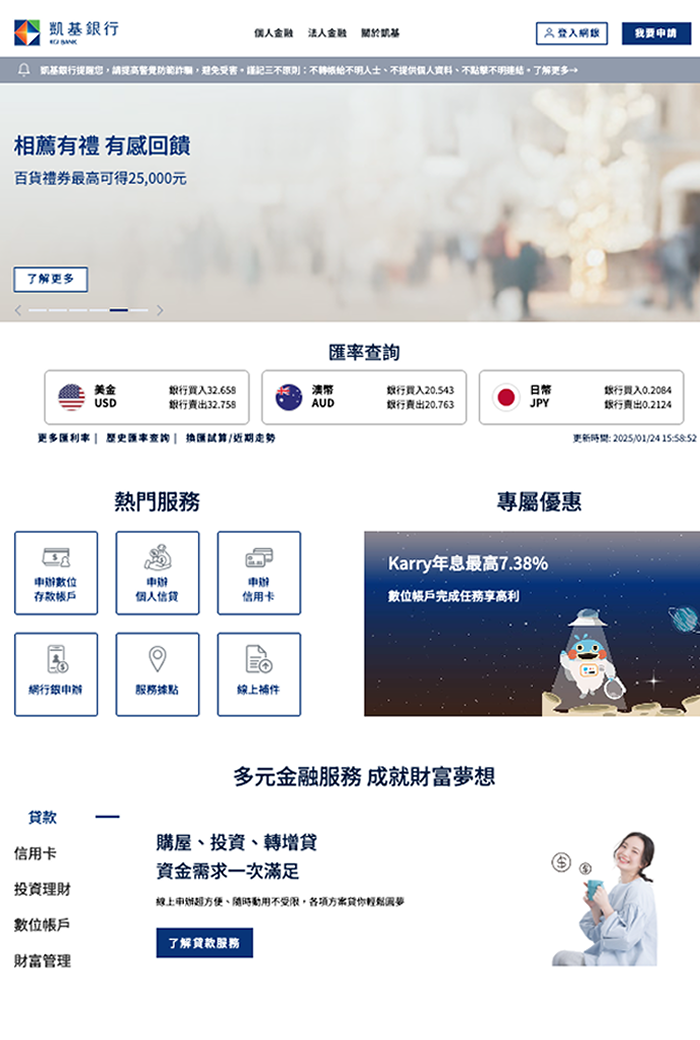 凱基銀行
KGI BANK
個人金融 法人金融 關於凱基
登入網銀
我要申請
凱基銀行提醒您，請提高警覺防範詐騙，避免受害。謹記三不原則：不轉帳給不明人士、不提供個人資料、不點擊不明連結。了解更多→
相薦有禮 有感回饋
百貨禮券最高可得25,000元
了解更多
匯率查詢
美金
USD
銀行買入32.658
銀行賣出32.758
澳幣
AUD
銀行買入20.543
銀行賣出20.763
日幣
JPY
銀行買入0.2084
銀行賣出0.2124
更多匯利率 | 歷史匯率查詢 | 換匯試算/近期走勢
更新時間: 2025/01/24 15:58:52
熱門服務
申辦數位
存款帳戶
申辦
個人信貸
申辦
信用卡
網行銀申辦
服務據點
線上補件
專屬優惠
Karry年息最高7.38%
數位帳戶完成任務享高利
多元金融服務 成就財富夢想
貸款
信用卡
投資理財
數位帳戶
財富管理
購屋、投資、轉增貸
資金需求一次滿足
線上申辦超方便、隨時動用不受限，各項方案貸你輕鬆圓夢
了解貸款服務